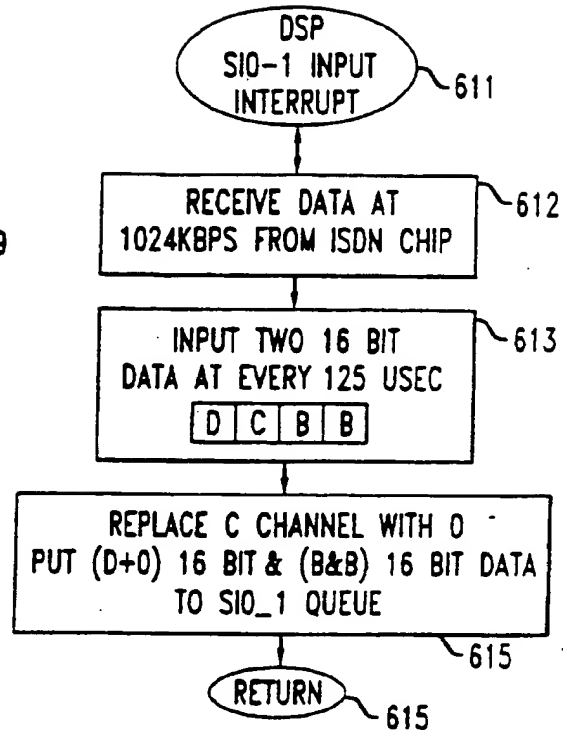 DSP
SIO-1 INPUT
INTERRUPT
611
RECEIVE DATA AT
1024KBPS FROM ISDN CHIP
612
9
INPUT TWO 16 BIT
DATA AT EVERY 125 USEC
D C B B
613
REPLACE C CHANNEL WITH 0
PUT (D+0) 16 BIT & (B&B) 16 BIT DATA
TO SIO_1 QUEUE
615
RETURN
615